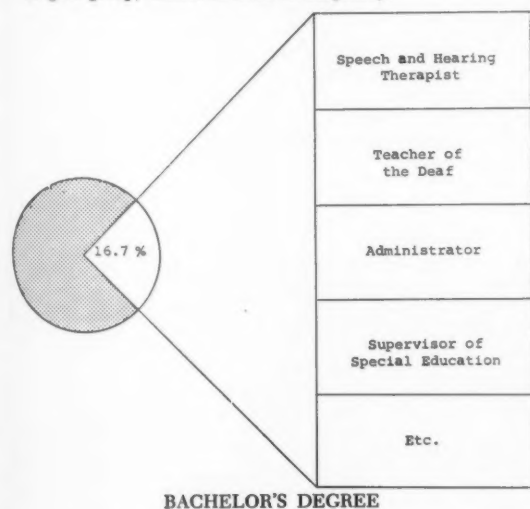 Speech and Hearing
Therapist
Teacher of
the Deaf
16.7 %
Administrator
Supervisor of
Special Education
Etc.
BACHELOR'S DEGREE